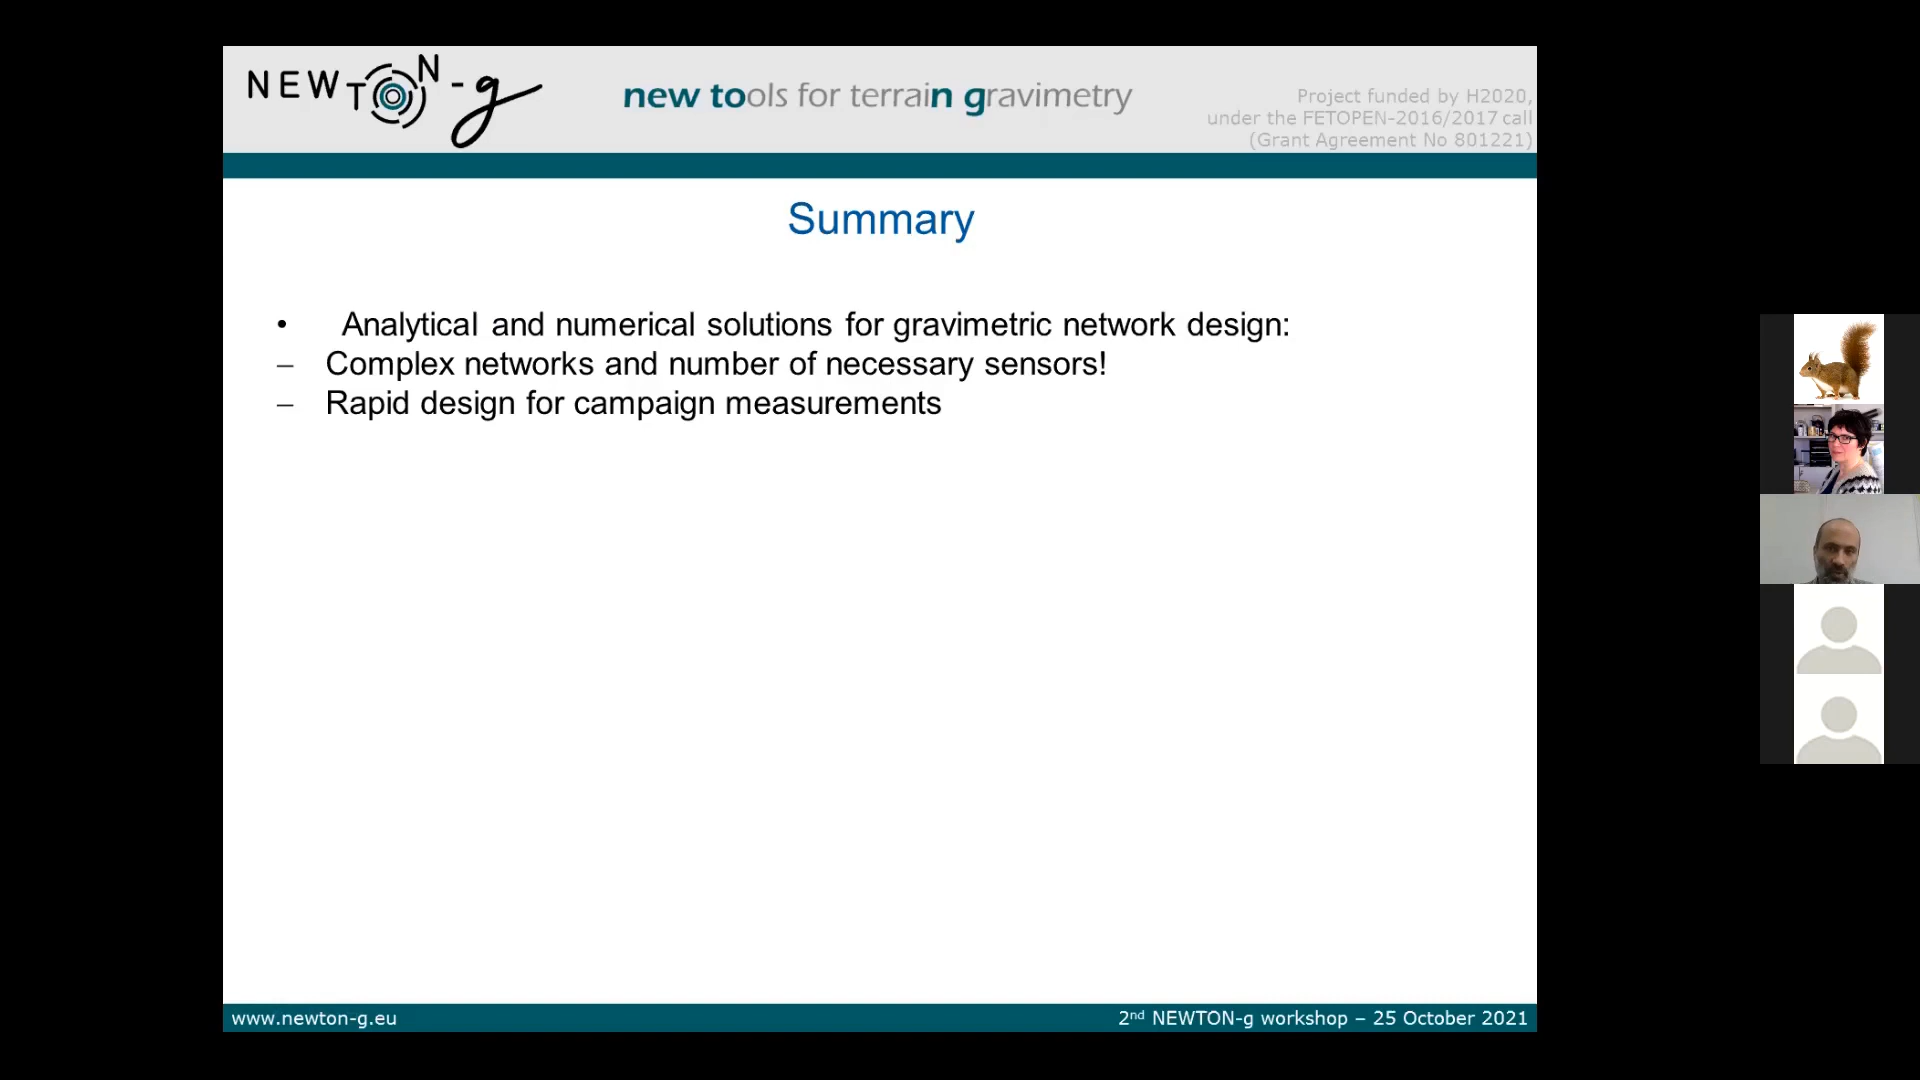 NEWTON-g
new tools for terrain gravimetry
Project funded by H2020,
under the FETOPEN-2016/2017 call
(Grant Agreement No 801221)
Summary
• Analytical and numerical solutions for gravimetric network design:
– Complex networks and number of necessary sensors!
– Rapid design for campaign measurements
www.newton-g.eu
2nd NEWTON-g workshop – 25 October 2021